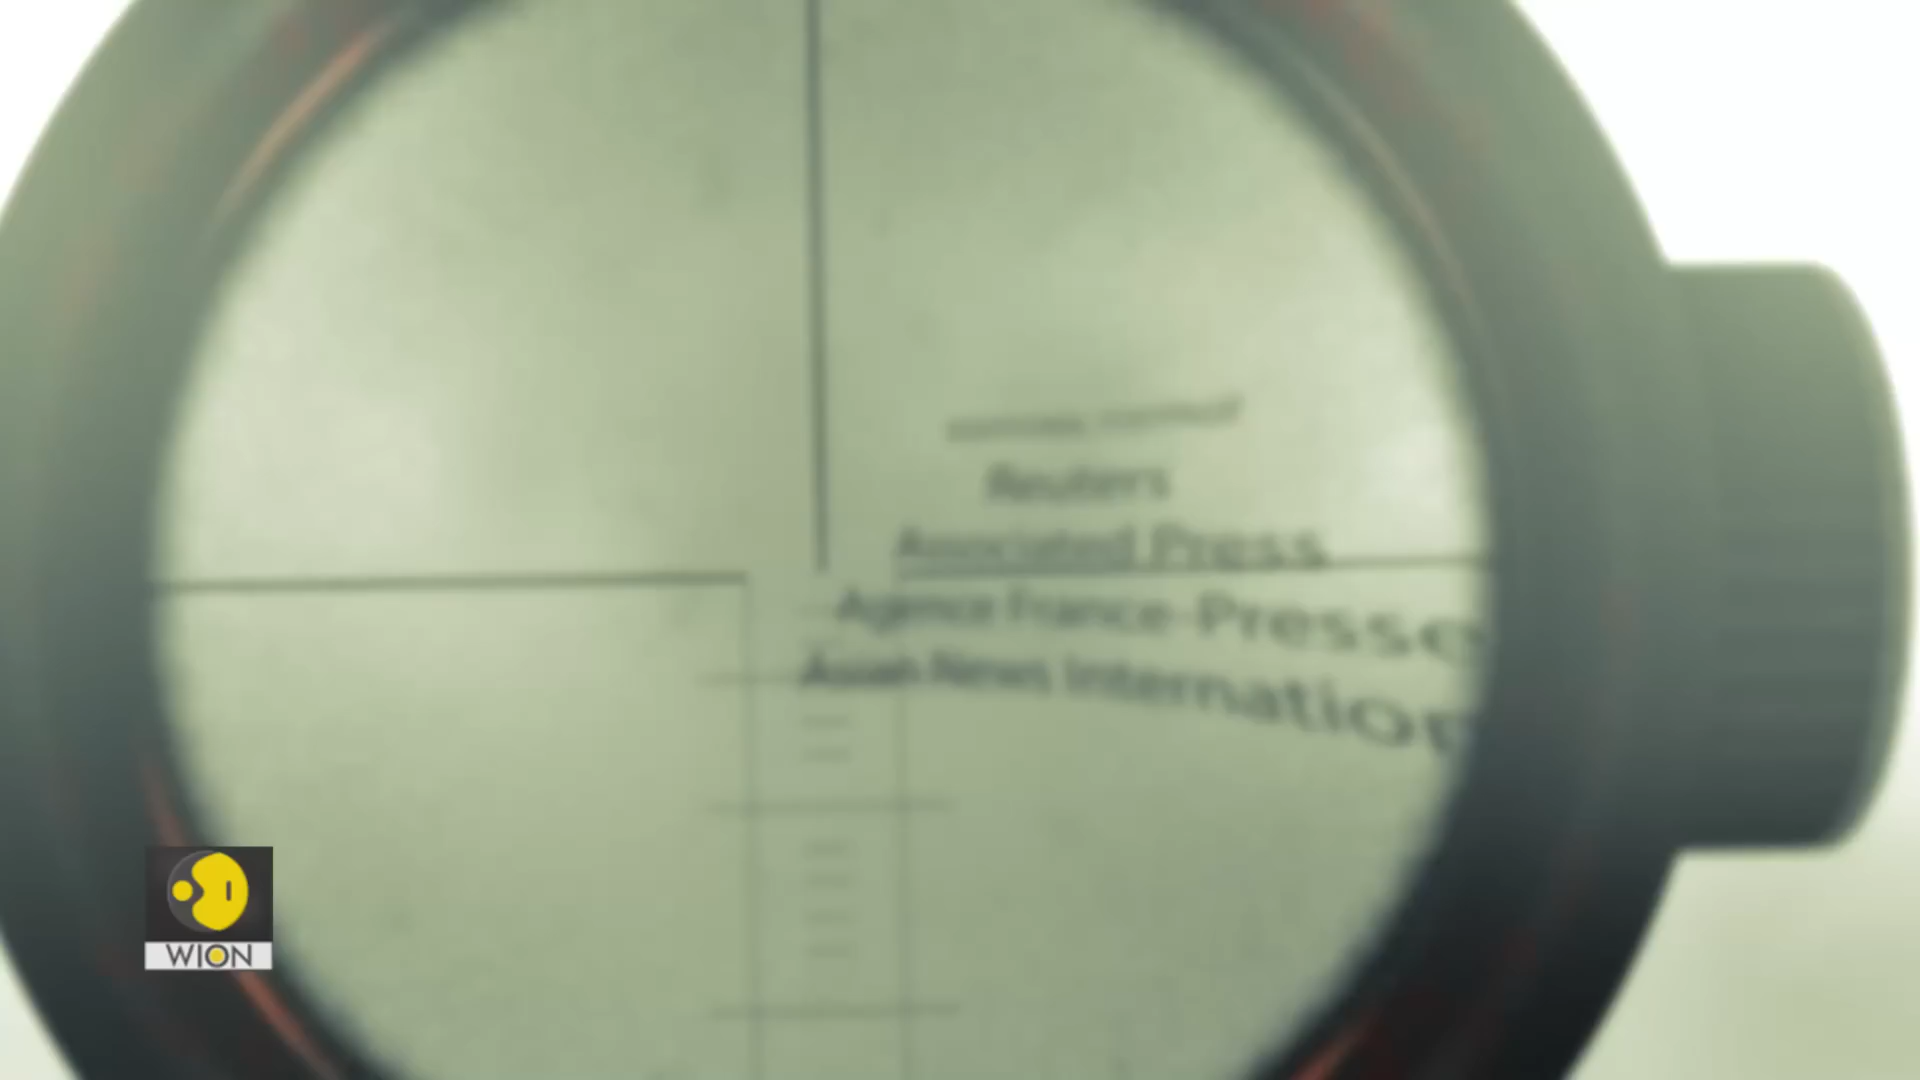 Reuters
Associated Press
Agence France-Presse
Asian News Internation
WION